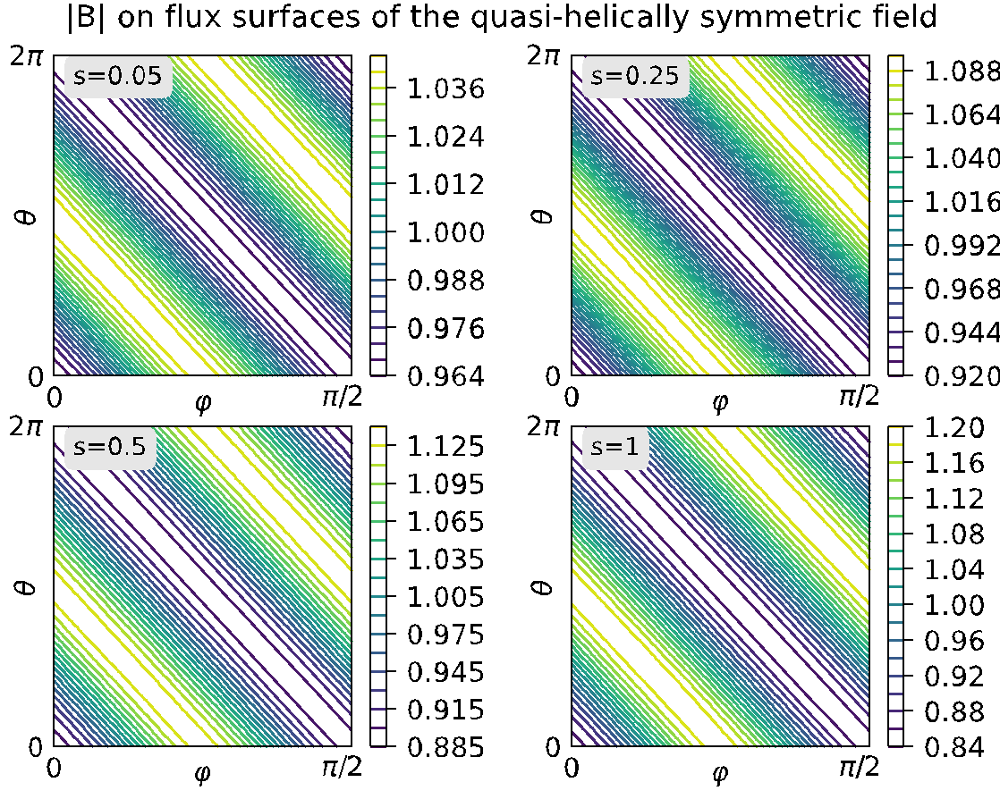 |B| on flux surfaces of the quasi-helically symmetric field
2π
s=0.05
θ
0
0
φ
π/2
1.036
1.024
1.012
1.000
0.988
0.976
0.964
2π
s=0.25
θ
0
0
φ
π/2
1.088
1.064
1.040
1.016
0.992
0.968
0.944
0.920
2π
s=0.5
θ
0
0
φ
π/2
1.125
1.095
1.065
1.035
1.005
0.975
0.945
0.915
0.885
2π
s=1
θ
0
0
φ
π/2
1.20
1.16
1.12
1.08
1.04
1.00
0.96
0.92
0.88
0.84